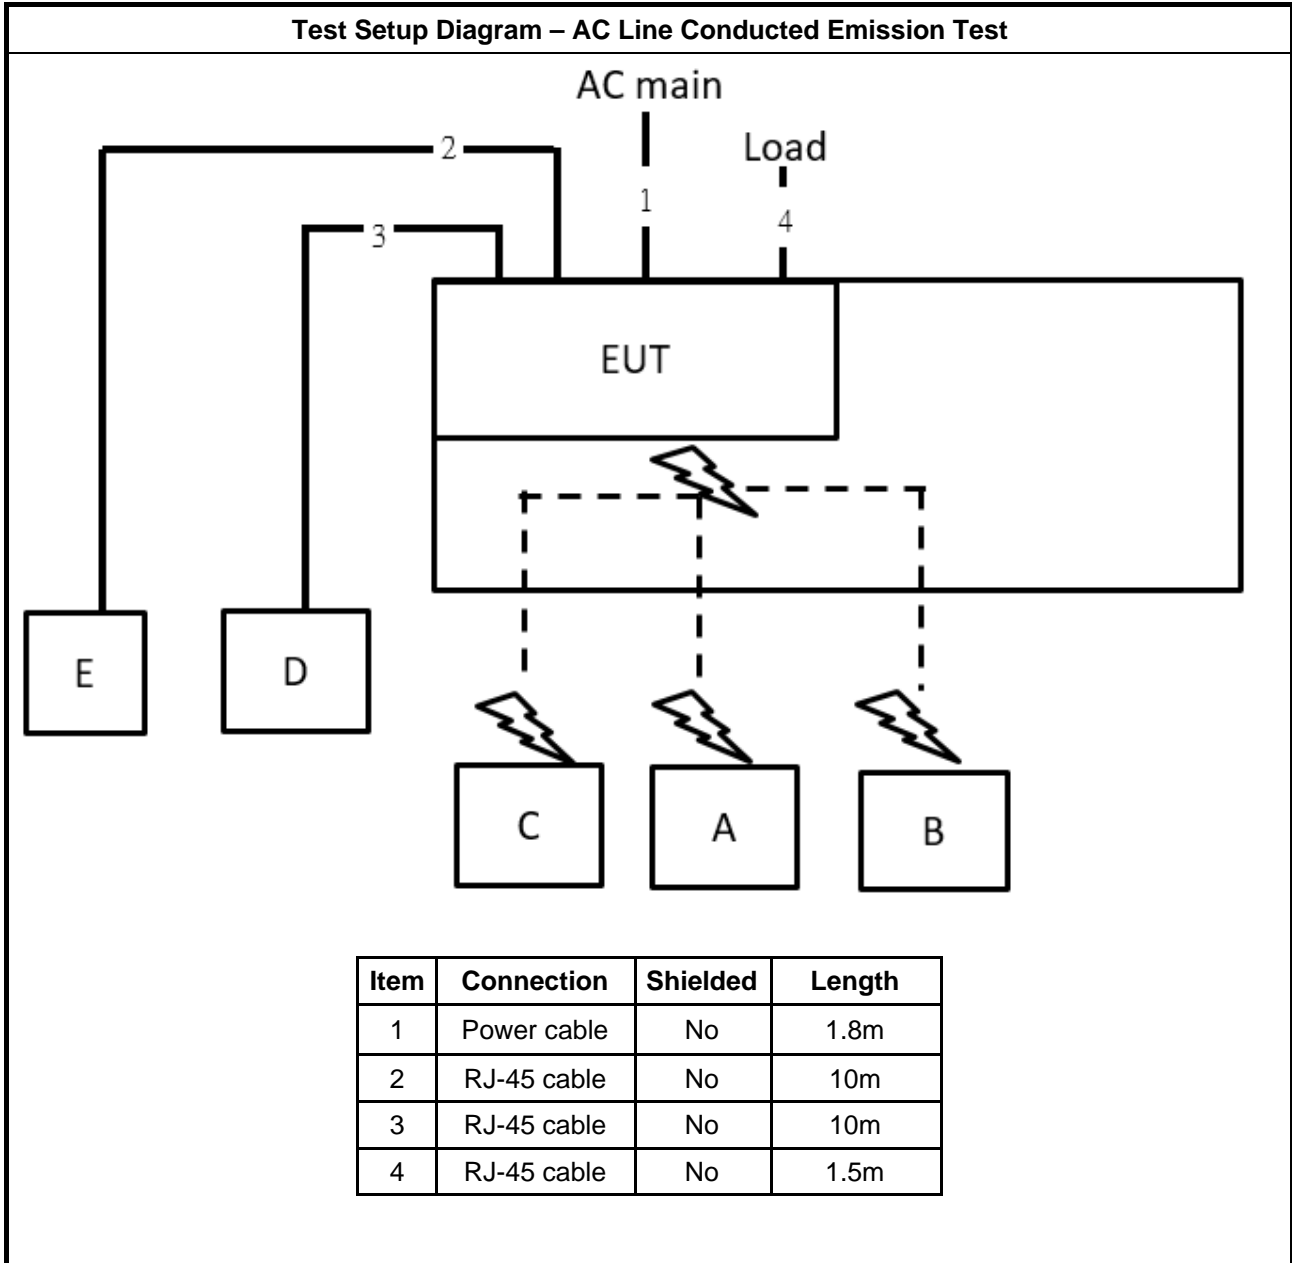 Test Setup Diagram – AC Line Conducted Emission Test
AC main
Load
2
1
4
3
EUT
E
D
C
A
B
Item Connection Shielded Length
1 Power cable No 1.8m
2 RJ-45 cable No 10m
3 RJ-45 cable No 10m
4 RJ-45 cable No 1.5m